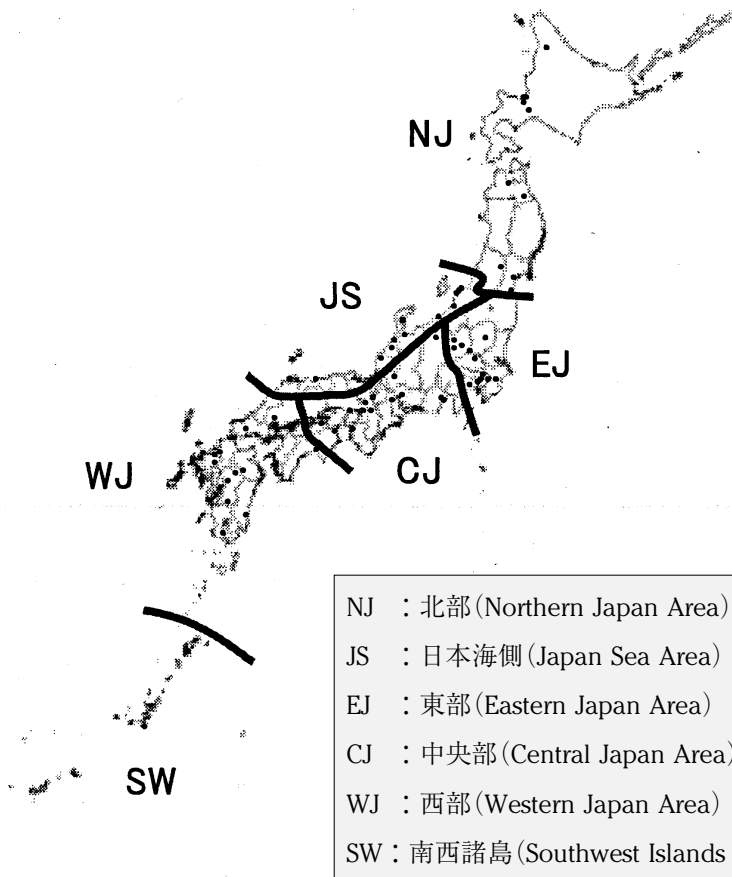 NJ
JS
EJ
WJ
CJ
SW
NJ ：北部(Northern Japan Area)
JS ：日本海側(Japan Sea Area)
EJ ：東部(Eastern Japan Area)
CJ ：中央部(Central Japan Area)
WJ ：西部(Western Japan Area)
SW：南西諸島(Southwest Islands